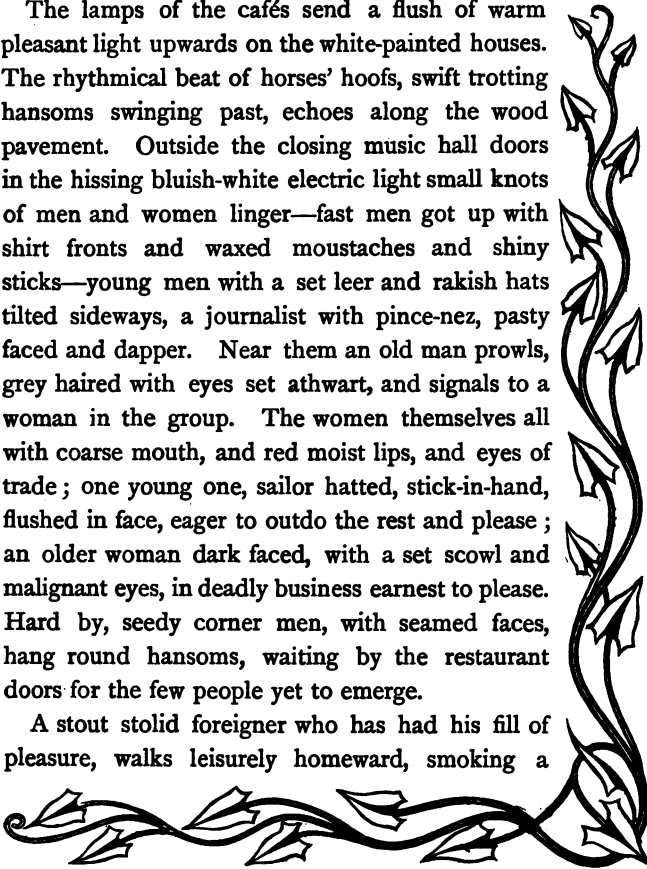 The lamps of the cafés send a flush of warm
pleasant light upwards on the white-painted houses.
The rhythmical beat of horses' hoofs, swift trotting
hansoms swinging past, echoes along the wood
pavement. Outside the closing music hall doors
in the hissing bluish-white electric light small knots
of men and women linger—fast men got up with
shirt fronts and waxed moustaches and shiny
sticks—young men with a set leer and rakish hats
tilted sideways, a journalist with pince-nez, pasty
faced and dapper. Near them an old man prowls,
grey haired with eyes set athwart, and signals to a
woman in the group. The women themselves all
with coarse mouth, and red moist lips, and eyes of
trade; one young one, sailor hatted, stick-in-hand,
flushed in face, eager to outdo the rest and please;
an older woman dark faced, with a set scowl and
malignant eyes, in deadly business earnest to please.
Hard by, seedy corner men, with seamed faces,
hang round hansoms, waiting by the restaurant
doors for the few people yet to emerge.
A stout stolid foreigner who has had his fill of
pleasure, walks leisurely homeward, smoking a